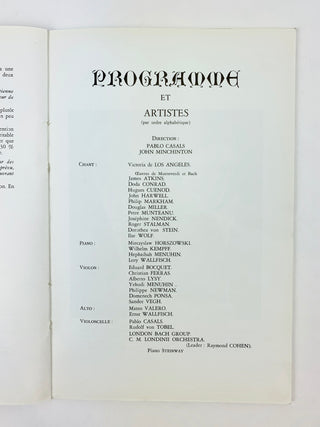 PROGRAMME
ET
ARTISTES
(par ordre alphabétique)
DIRECTION :
PABLO CASALS
JOHN MINCHINTON
CHANT : Victoria de LOS ANGELES.
Œuvres de Monteverdi et Bach
James ATKINS.
Doda CONRAD.
Hugues CUENOD.
John HARWELL.
Philip MARKHAM.
Douglas MILLER.
Petre MUNTEANU.
Joséphine NENDICK.
Roger STALMAN.
Dorothea von STEIN.
Ilse WOLF.
PIANO : Mieczyslaw HORSZOWSKI.
Wilhelm KEMPFF.
Hephsibah MENUHIN.
Lory WALLFISCH.
VIOLON : Eduard BOCQUET.
Christian FERRAS.
Alberto LYSY.
Yehudi MENUHIN.
Philippe NEWMAN.
Domenech PONSA.
Sandor VEGH.
ALTO : Mateo VALERO.
Ernst WALLFISCH.
VIOLONCELLE : Pablo CASALS.
Rudolf von TOBEL.
LONDON BACH GROUP.
C. M. LONDINII ORCHESTRA.
(Leader : Raymond COHEN).
Piano STEINWAY